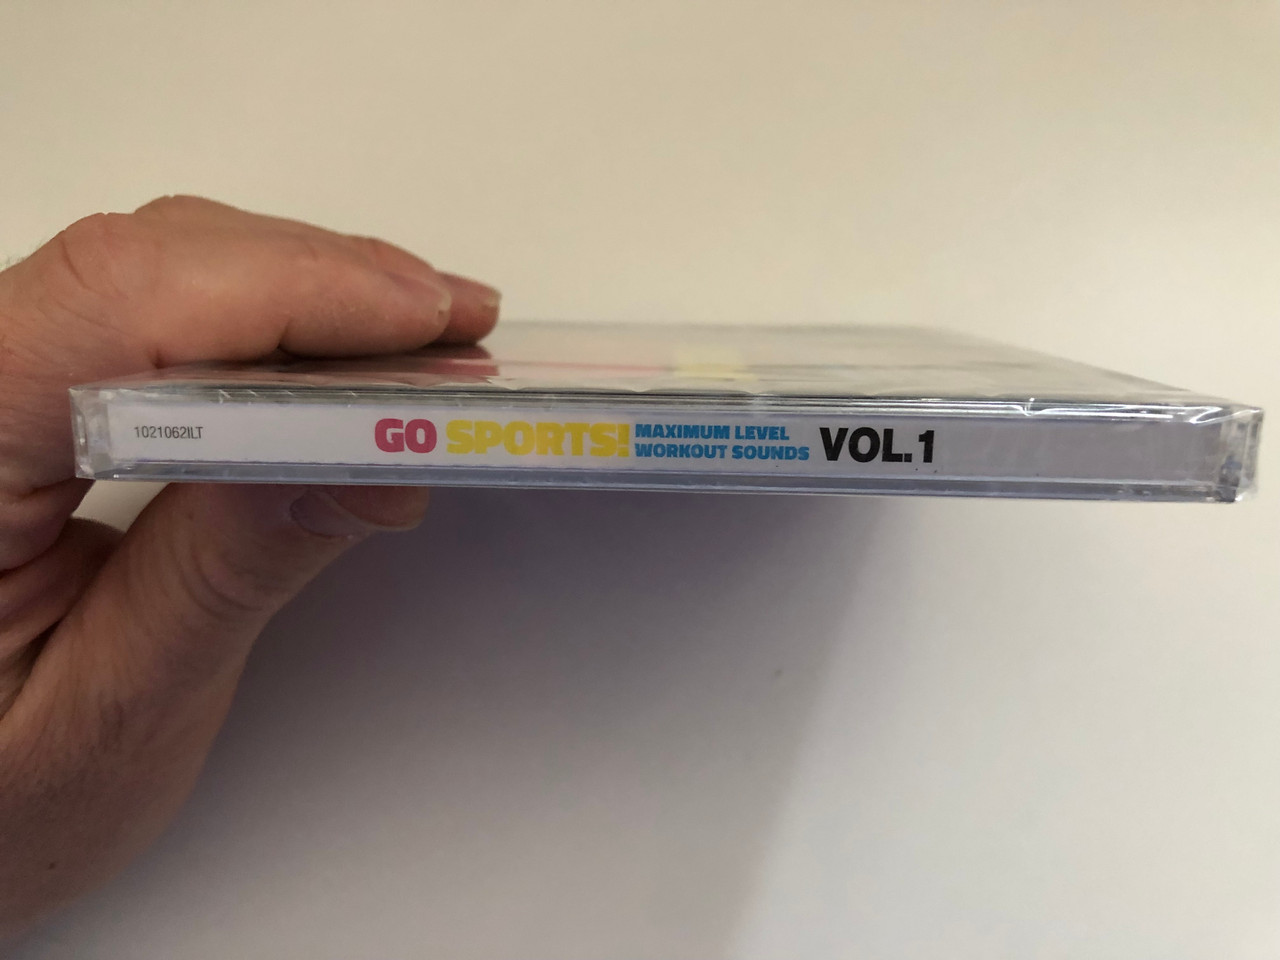 1021062ILT
GO SPORTS! MAXIMUM LEVEL
WORKOUT SOUNDS VOL.1